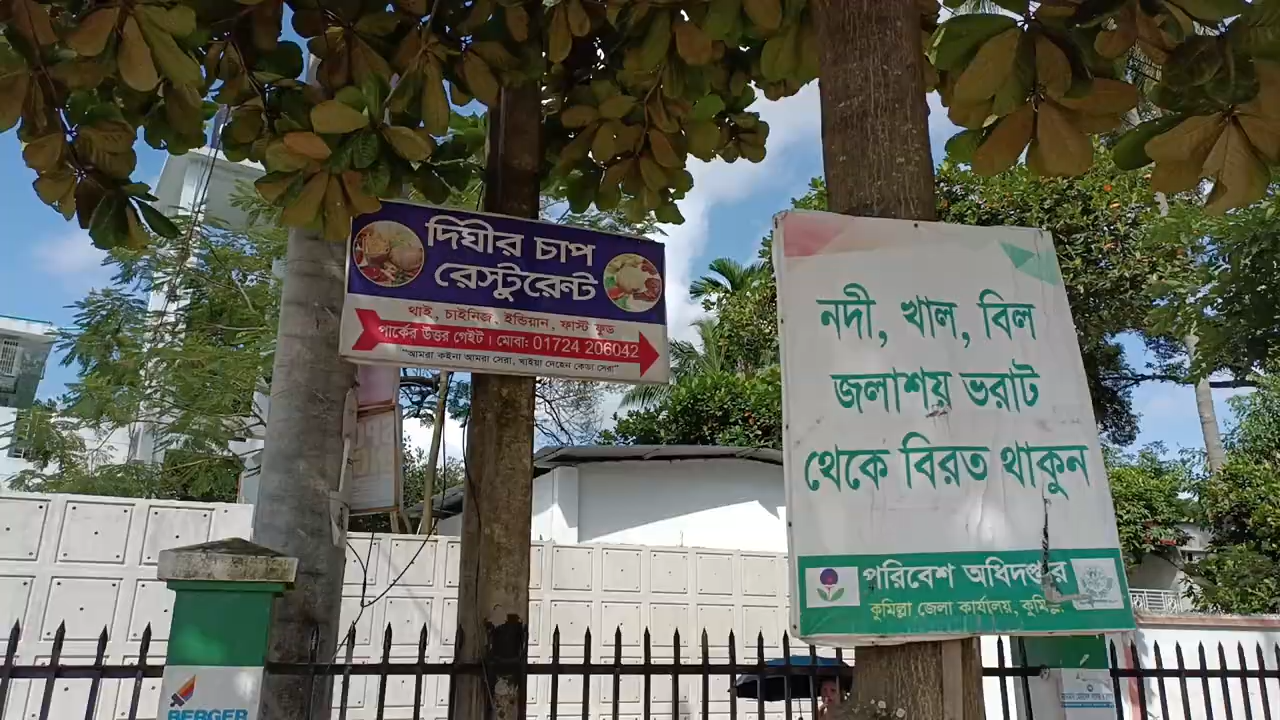 দিঘীর চাপ
রেস্টুরেন্ট
থাই, চাইনিজ, ইন্ডিয়ান, ফাস্ট ফুড
পার্কের উত্তর গেইট । মোবা: 01724 206042
"আমরা কইনা আমরা সেরা, খাইয়া দেহেন কেডা সেরা"
নদী, খাল, বিল
জলাশয় ভরাট
থেকে বিরত থাকুন
পরিবেশ অধিদপ্তর
কুমিল্লা জেলা কার্যালয়, কুমিল্লা
BERGER